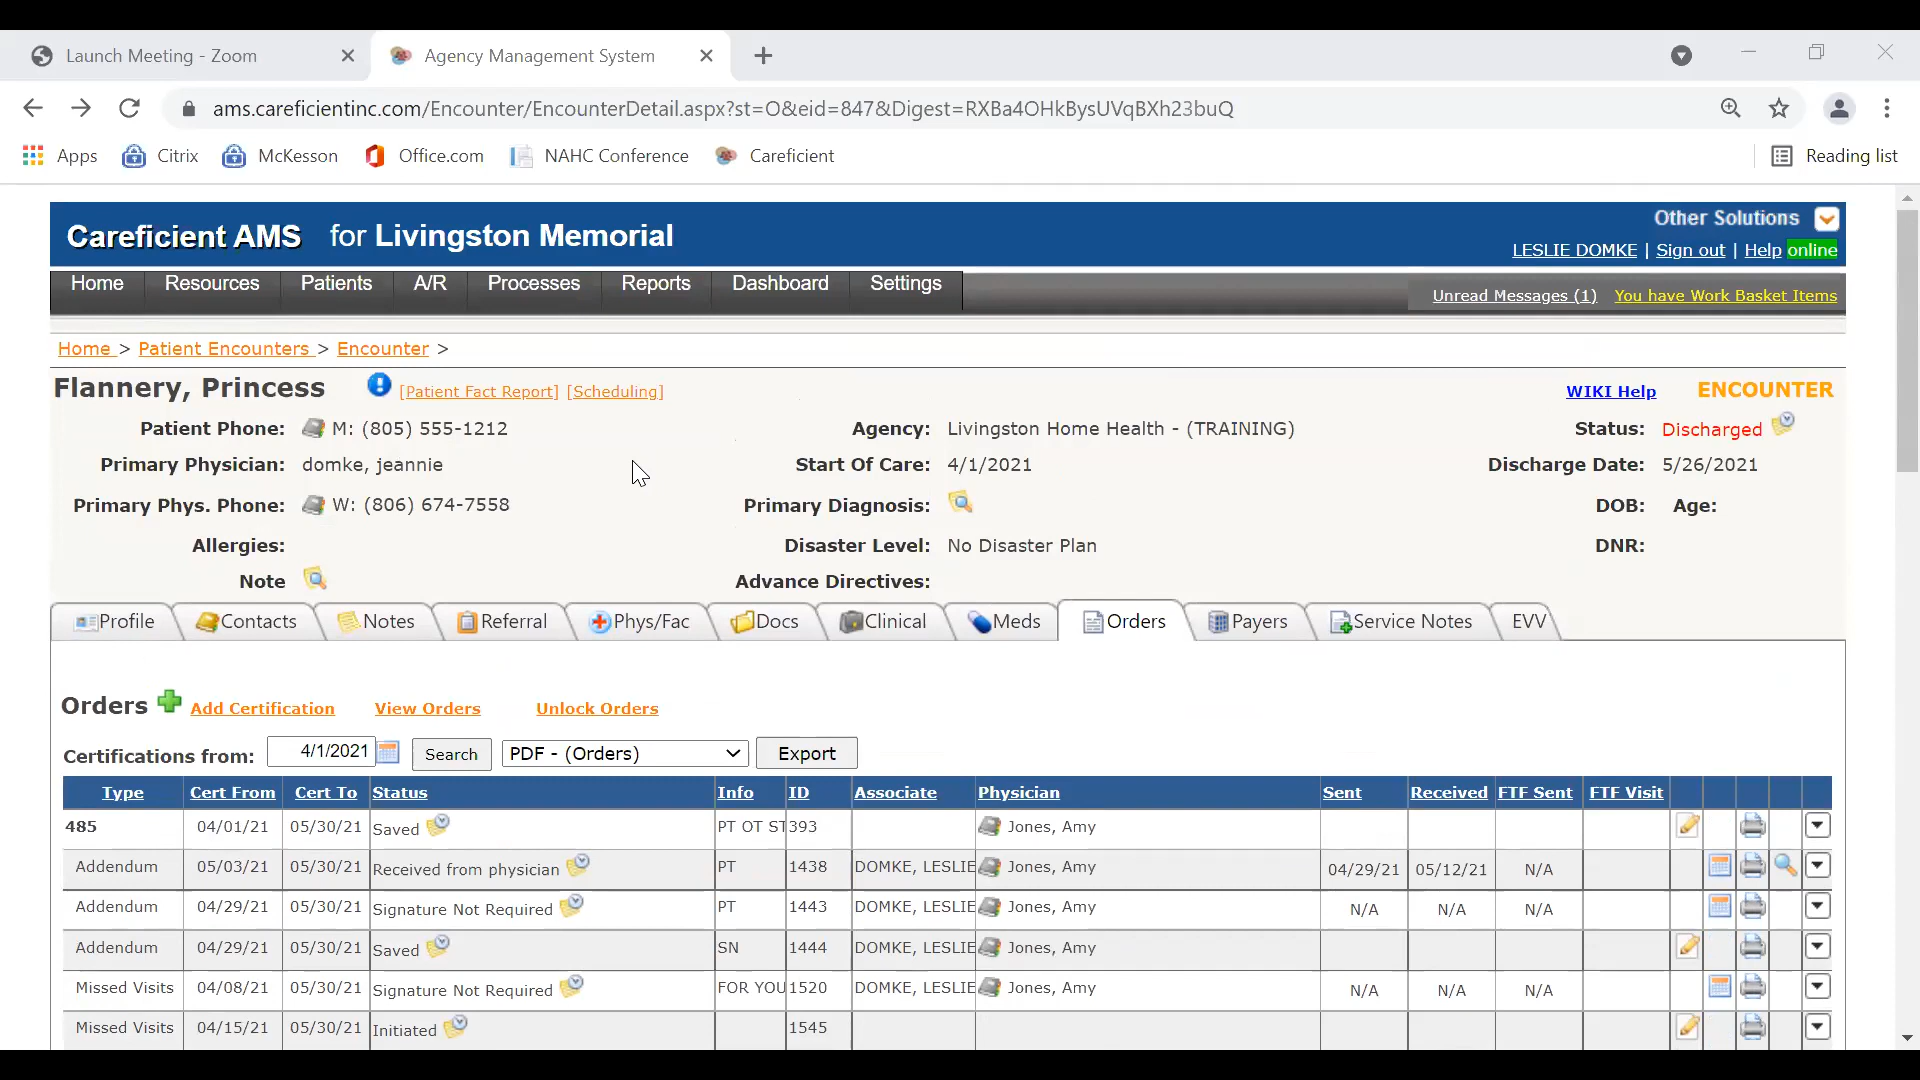 Launch Meeting - Zoom
Agency Management System
ams.careficientinc.com/Encounter/EncounterDetail.aspx?st=O&eid=847&Digest=RXBa4OHkBysUVqBXh23buQ
Apps Citrix McKesson Office.com NAHC Conference Careficient Reading list
Careficient AMS for Livingston Memorial
Other Solutions
LESLIE DOMKE | Sign out | Help online
Home Resources Patients A/R Processes Reports Dashboard Settings
Unread Messages (1) You have Work Basket Items
Home > Patient Encounters > Encounter >
Flannery, Princess [Patient Fact Report] [Scheduling] WIKI Help ENCOUNTER
Patient Phone: M: (805) 555-1212 Agency: Livingston Home Health - (TRAINING) Status: Discharged
Primary Physician: domke, jeannie Start Of Care: 4/1/2021 Discharge Date: 5/26/2021
Primary Phys. Phone: W: (806) 674-7558 Primary Diagnosis: DOB: Age:
Allergies: Disaster Level: No Disaster Plan DNR:
Note Advance Directives:
Profile Contacts Notes Referral Phys/Fac Docs Clinical Meds Orders Payers Service Notes EVV
Orders Add Certification View Orders Unlock Orders
Certifications from: 4/1/2021 Search PDF - (Orders) Export
Type Cert From Cert To Status Info ID Associate Physician Sent Received FTF Sent FTF Visit
485 04/01/21 05/30/21 Saved PT OT ST 393 Jones, Amy
Addendum 05/03/21 05/30/21 Received from physician PT 1438 DOMKE, LESLIE Jones, Amy 04/29/21 05/12/21 N/A
Addendum 04/29/21 05/30/21 Signature Not Required PT 1443 DOMKE, LESLIE Jones, Amy N/A N/A N/A
Addendum 04/29/21 05/30/21 Saved SN 1444 DOMKE, LESLIE Jones, Amy
Missed Visits 04/08/21 05/30/21 Signature Not Required FOR YOU 1520 DOMKE, LESLIE Jones, Amy N/A N/A N/A
Missed Visits 04/15/21 05/30/21 Initiated 1545